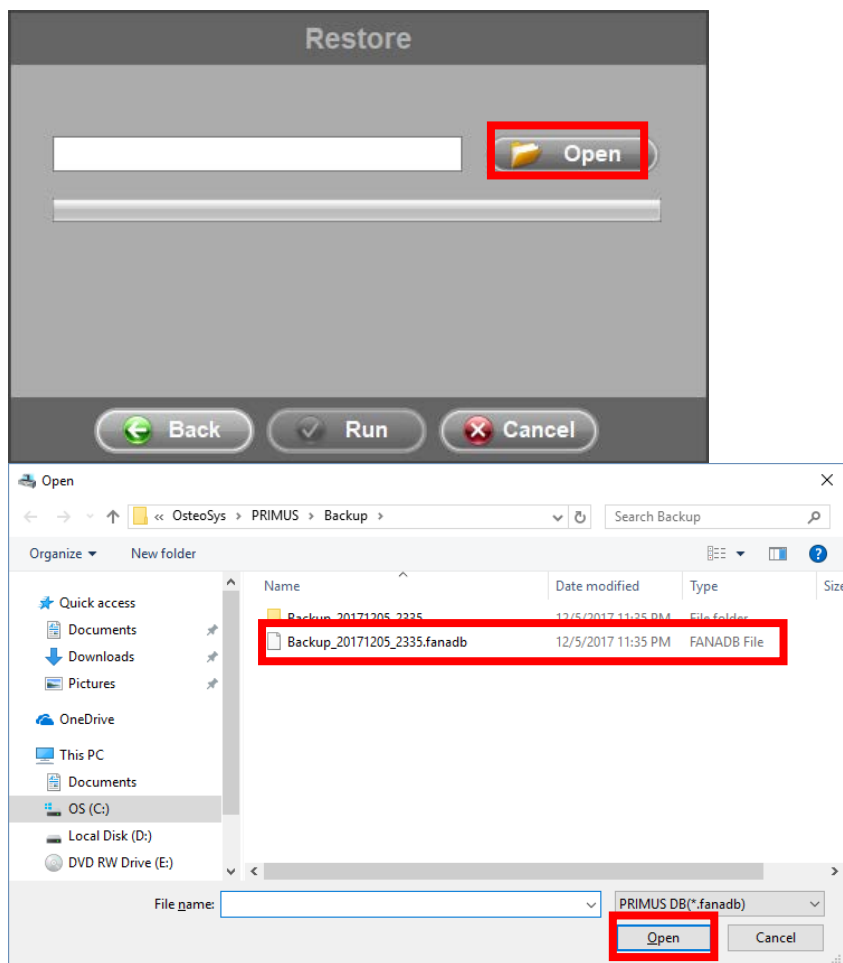 Restore
Open
Back Run Cancel
Open
« OsteoSys > PRIMUS > Backup > Search Backup
Organize New folder
Name Date modified Type Size
Quick access
Documents
Downloads
Pictures
OneDrive
This PC
Documents
OS (C:)
Local Disk (D:)
DVD RW Drive (E:)
Backup_20171205_2335 12/5/2017 11:35 PM File folder
Backup_20171205_2335.fanadb 12/5/2017 11:35 PM FANADB File
File name: PRIMUS DB(*.fanadb)
Open Cancel